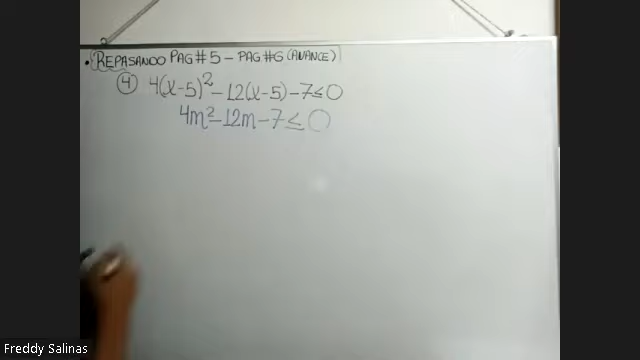 • REPASANDO PAG # 5 - PAG #6 (AVANCE)
④ 4(x-5)² - 12(x-5) - 7 ≤ 0
4m² - 12m - 7 ≤ 0
Freddy Salinas